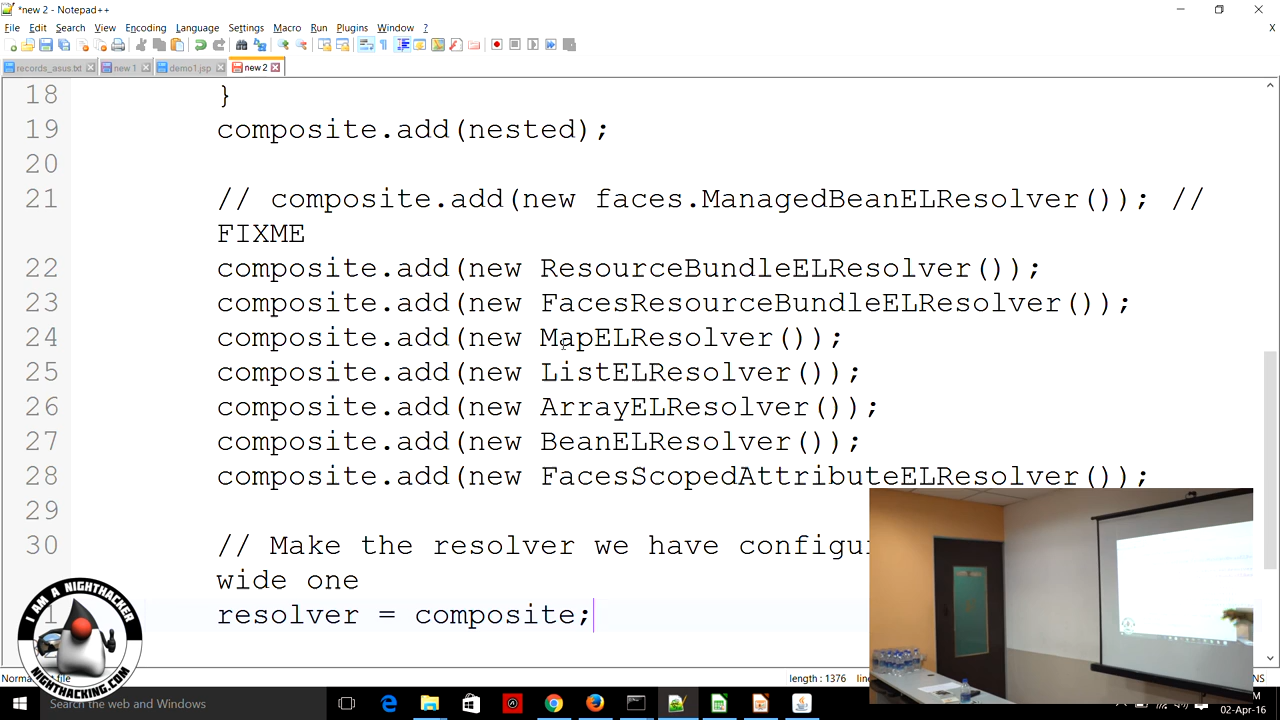 *new 2 - Notepad++
File Edit Search View Encoding Language Settings Macro Run Plugins Window ?
X
records_asus.txt new 1 demo1.jsp new 2
18 }
19 composite.add(nested);
20
21 // composite.add(new faces.ManagedBeanELResolver()); //
FIXME
22 composite.add(new ResourceBundleELResolver());
23 composite.add(new FacesResourceBundleELResolver());
24 composite.add(new MapELResolver());
25 composite.add(new ListELResolver());
26 composite.add(new ArrayELResolver());
27 composite.add(new BeanELResolver());
28 composite.add(new FacesScopedAttributeELResolver());
29
30 // Make the resolver we have configu
wide one
1 resolver = composite;
I AM A NIGHTHACKER
NIGHTHACKING.COM
Norma file length : 1376 line NS
Search the web and Windows
02-Apr-16